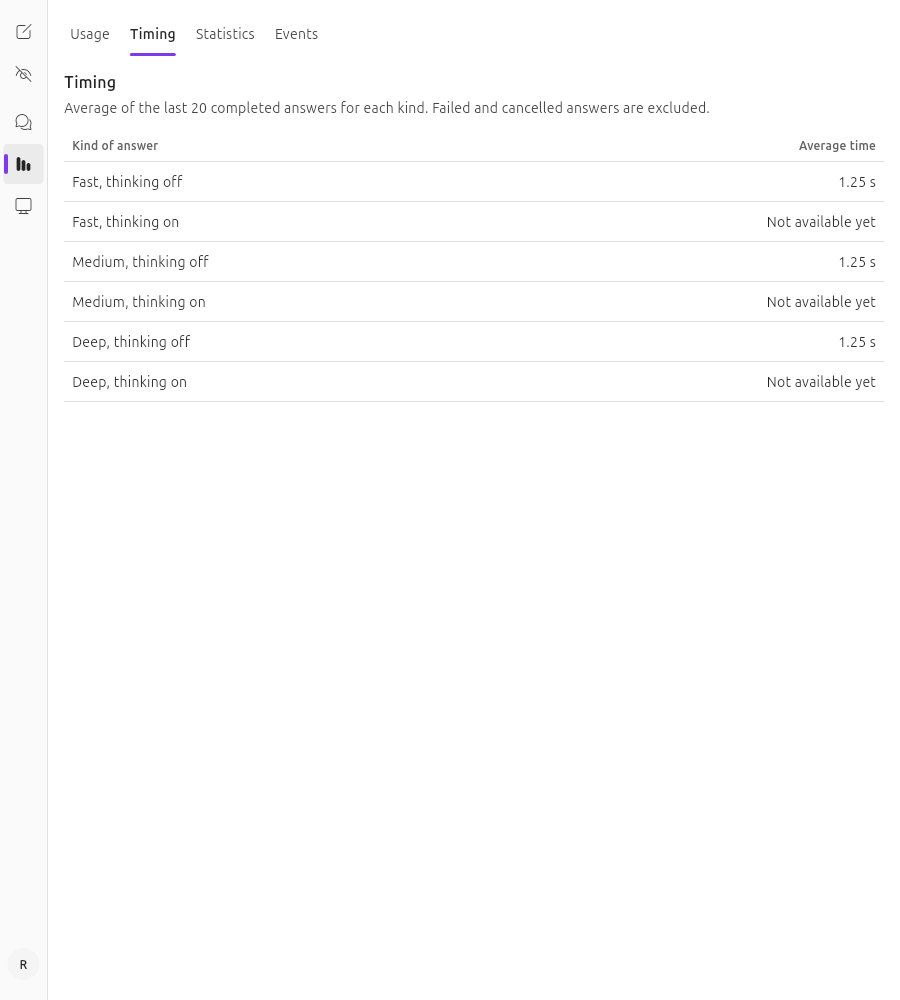 Usage Timing Statistics Events
Timing
Average of the last 20 completed answers for each kind. Failed and cancelled answers are excluded.
Kind of answer Average time
Fast, thinking off 1.25 s
Fast, thinking on Not available yet
Medium, thinking off 1.25 s
Medium, thinking on Not available yet
Deep, thinking off 1.25 s
Deep, thinking on Not available yet
R